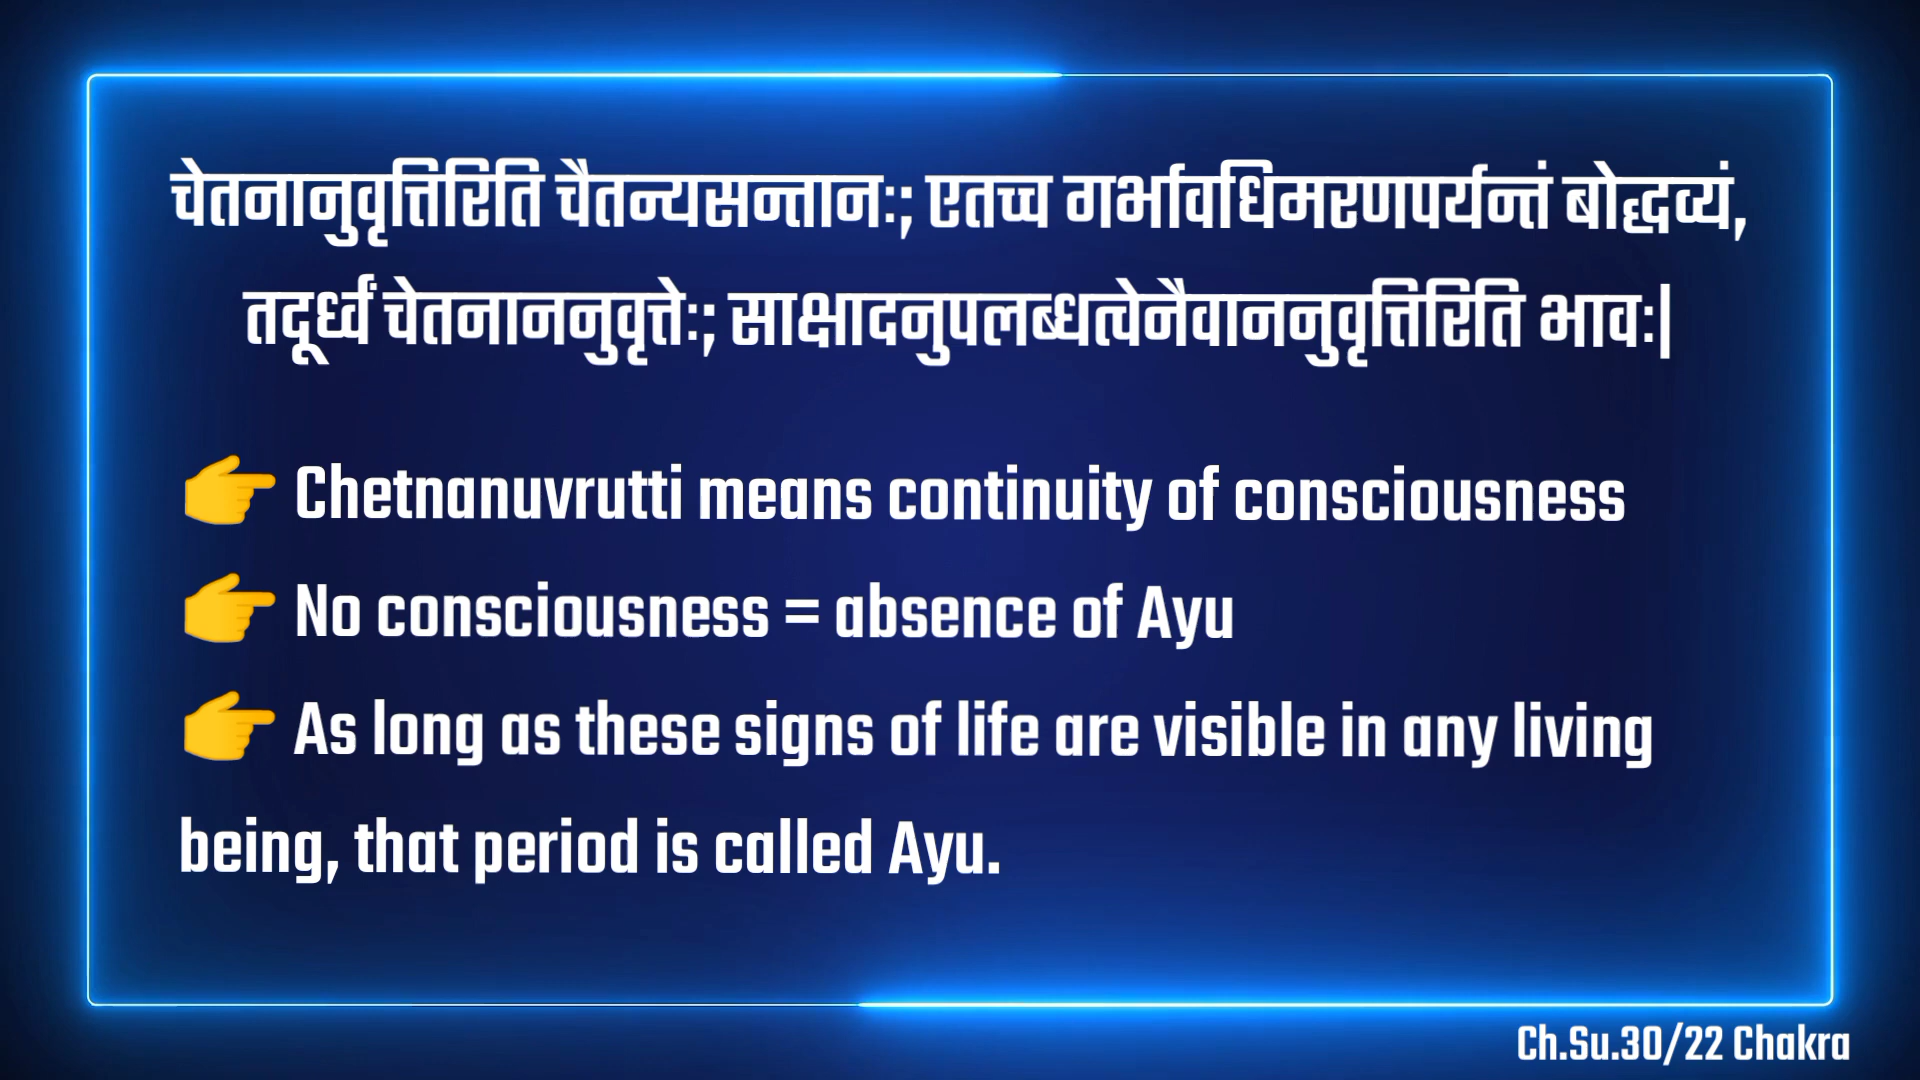 चेतनानुवृत्तिरिति चैतन्यसन्तानः; एतच्च गर्भावधिमरणपर्यन्तं बोद्धव्यं,
तदूर्ध्वं चेतनाननुवृत्तेः; साक्षादनुपलब्धत्वेनैवाननुवृत्तिरिति भावः|
👉 Chetnanuvrutti means continuity of consciousness
👉 No consciousness = absence of Ayu
👉 As long as these signs of life are visible in any living
being, that period is called Ayu.
Ch.Su.30/22 Chakra